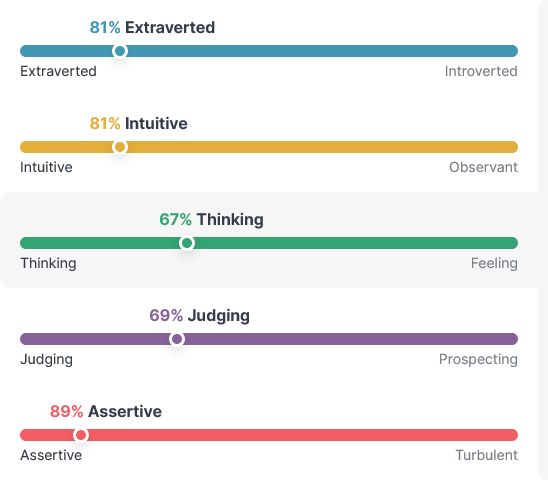 81% Extraverted
Extraverted Introverted
81% Intuitive
Intuitive Observant
67% Thinking
Thinking Feeling
69% Judging
Judging Prospecting
89% Assertive
Assertive Turbulent